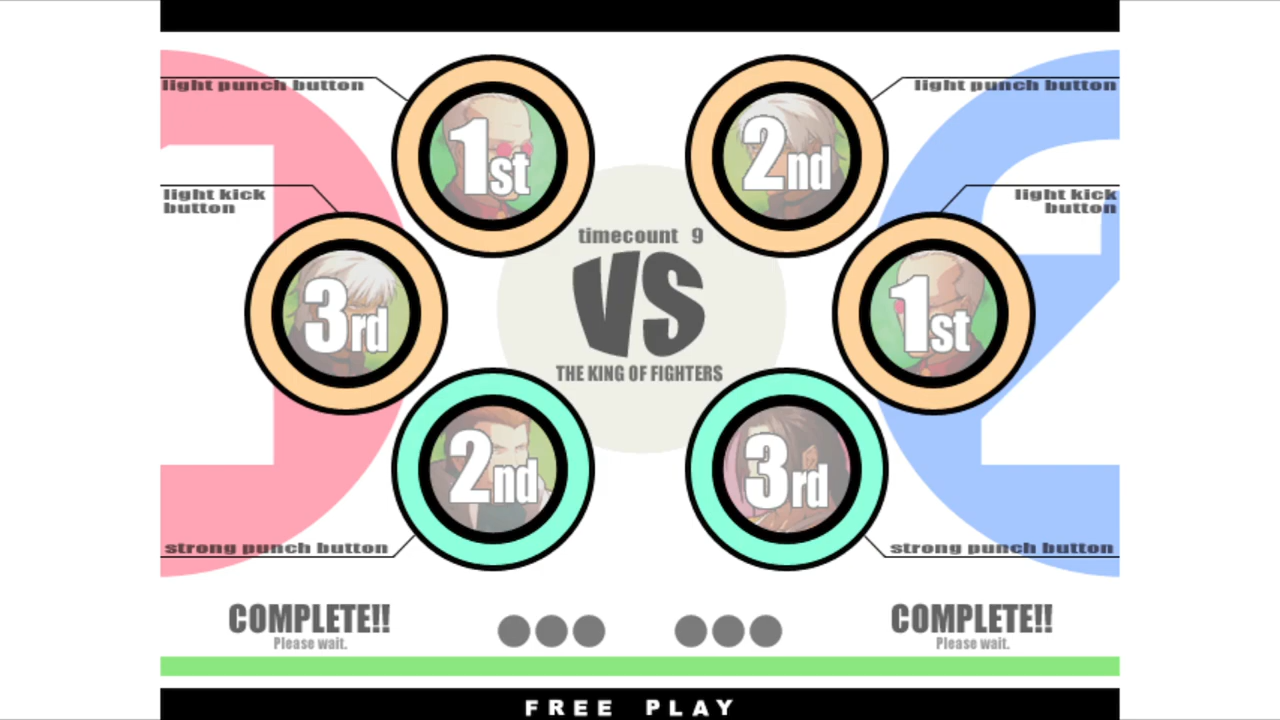 light punch button
light punch button
1st
2nd
light kick
button
light kick
button
timecount 9
VS
THE KING OF FIGHTERS
3rd
1st
2nd
3rd
strong punch button
strong punch button
COMPLETE!!
Please wait.
COMPLETE!!
Please wait.
FREE PLAY